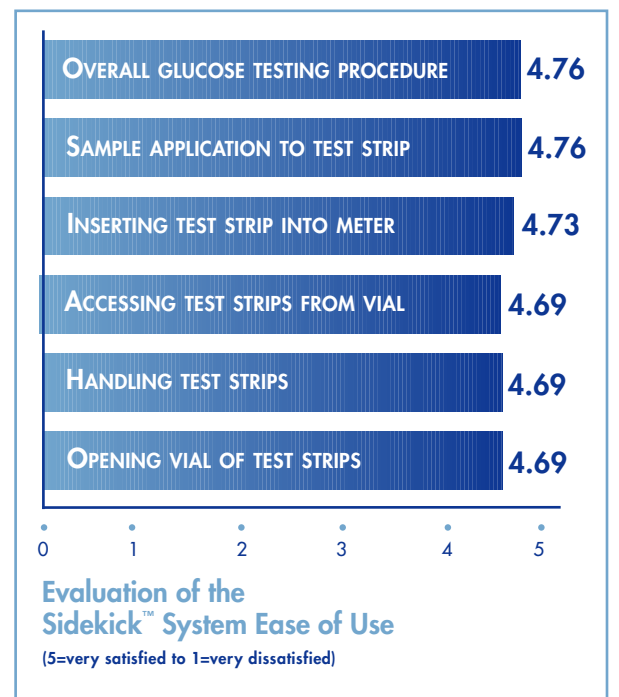 OVERALL GLUCOSE TESTING PROCEDURE 4.76
SAMPLE APPLICATION TO TEST STRIP 4.76
INSERTING TEST STRIP INTO METER 4.73
ACCESSING TEST STRIPS FROM VIAL 4.69
HANDLING TEST STRIPS 4.69
OPENING VIAL OF TEST STRIPS 4.69
0 1 2 3 4 5
Evaluation of the
Sidekick™ System Ease of Use
(5=very satisfied to 1=very dissatisfied)